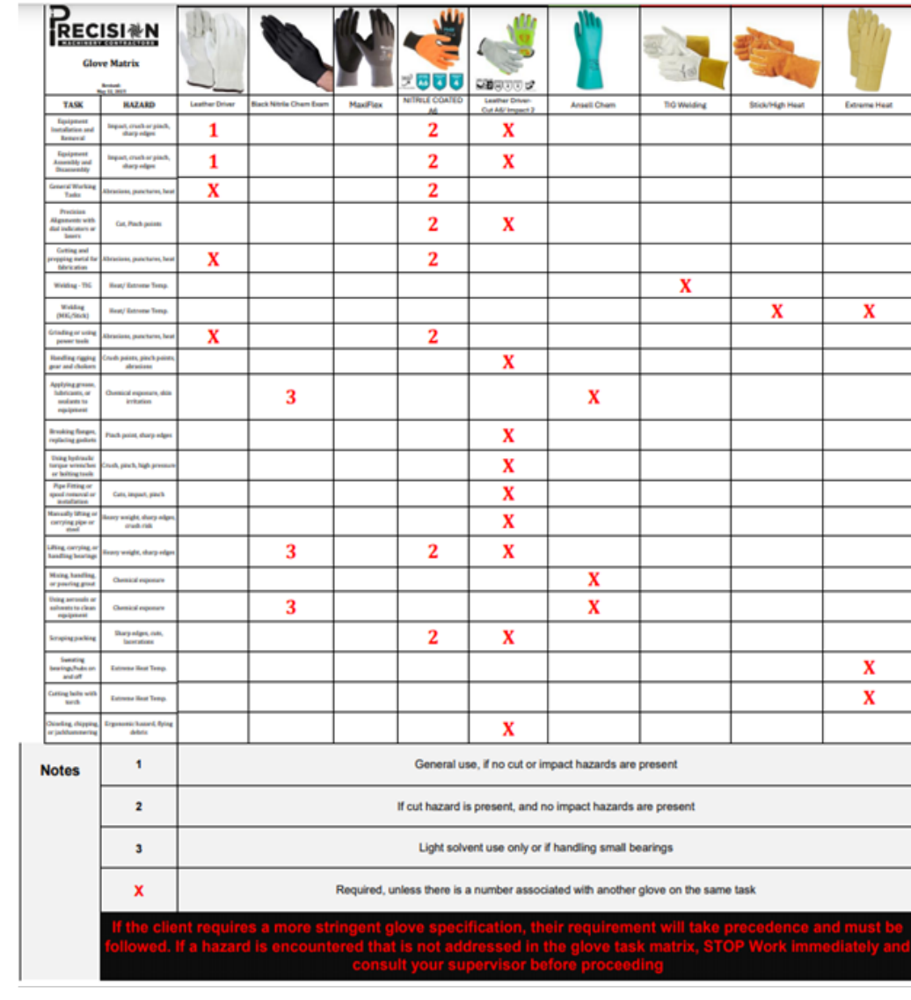 PRECISION
MACHINERY CONTRACTORS
Glove Matrix
Revised:
May 12, 2025
TASK HAZARD Leather Driver Black Nitrile Chem Exam MaxiFlex NITRILE COATED A6 Leather Driver- Cut A6/ Impact 2 Ansell Chem TIG Welding Stick/High Heat Extreme Heat
Equipment Installation and Removal Impact, crush or pinch, sharp edges 1 2 X
Equipment Assembly and Disassembly Impact, crush or pinch, sharp edges 1 2 X
General Working Tasks Abrasions, punctures, heat X 2
Precision Alignments with dial indicators or lasers Cut, Pinch points 2 X
Cutting and prepping metal for fabrication Abrasions, punctures, heat X 2
Welding - TIG Heat/ Extreme Temp. X
Welding (MIG/Stick) Heat/ Extreme Temp. X X
Grinding or using power tools Abrasions, punctures, heat X 2
Handling rigging gear and chokers Crush points, pinch points, abrasions X
Applying grease, lubricants, or sealants to equipment Chemical exposure, skin irritation 3 X
Breaking flanges, replacing gaskets Pinch point, sharp edges X
Using hydraulic torque wrenches or bolting tools Crush, pinch, high pressure X
Pipe Fitting or spool removal or installation Cuts, impact, pinch X
Manually lifting or carrying pipe or steel Heavy weight, sharp edges, crush risk X
Lifting, carrying, or handling bearings Heavy weight, sharp edges 3 2 X
Mixing, handling, or pouring grout Chemical exposure X
Using aerosols or solvents to clean equipment Chemical exposure 3 X
Scraping packing Sharp edges, cuts, lacerations 2 X
Sweating bearings/hubs on and off Extreme Heat Temp. X
Cutting bolts with torch Extreme Heat Temp. X
Chiseling, chipping, or jackhammering Ergonomic hazard, flying debris X
Notes
1 General use, if no cut or impact hazards are present
2 If cut hazard is present, and no impact hazards are present
3 Light solvent use only or if handling small bearings
X Required, unless there is a number associated with another glove on the same task
If the client requires a more stringent glove specification, their requirement will take precedence and must be
followed. If a hazard is encountered that is not addressed in the glove task matrix, STOP Work immediately and
consult your supervisor before proceeding